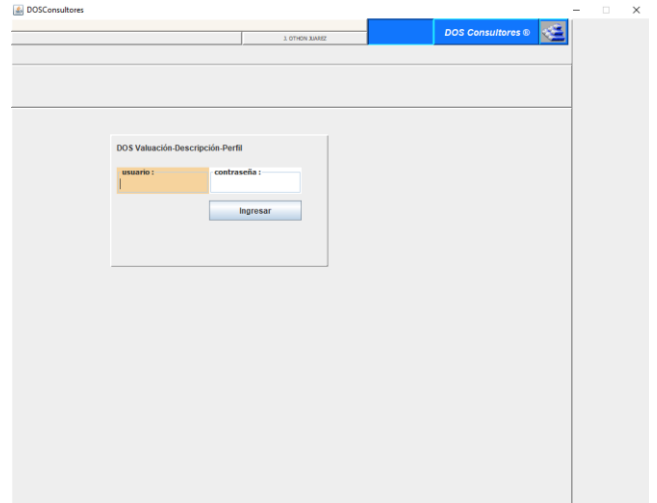 DOSConsultores
J. OTHON JUAREZ
DOS Consultores ®
DOS Valuación-Descripción-Perfil
usuario :
contraseña :
Ingresar